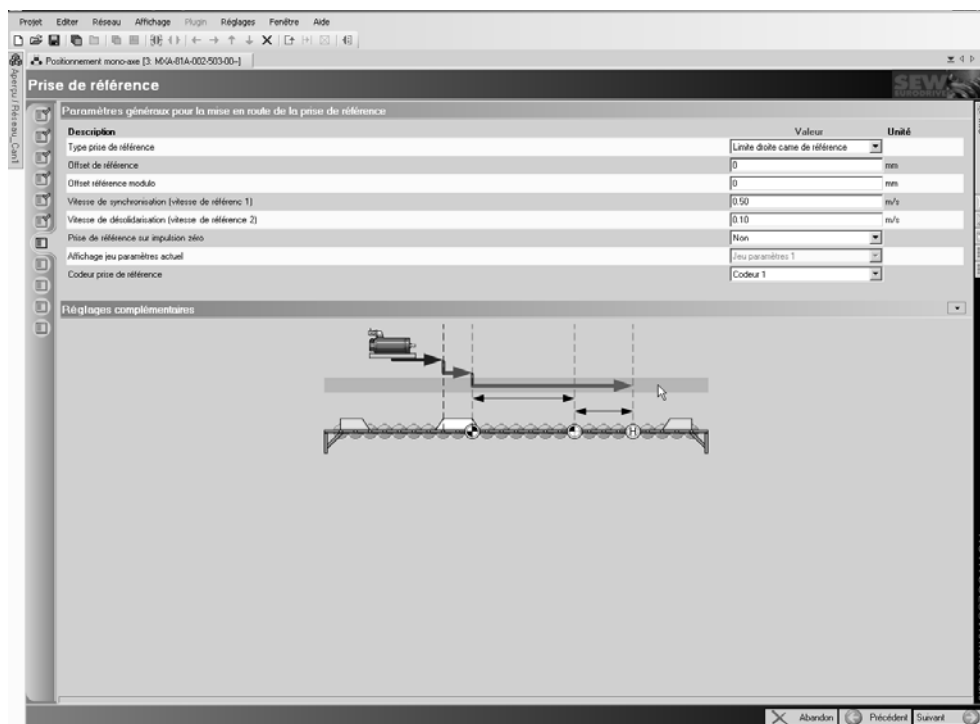 Projet Editer Réseau Affichage Plugin Réglages Fenêtre Aide
Positionnement mono-axe [3: MXA-81A-002-503-00--]
Aperçu / Réseau_Can1
Prise de référence
SEW
EURODRIVE
Paramètres généraux pour la mise en route de la prise de référence
Description Valeur Unité
Type prise de référence Limite droite came de référence
Offset de référence 0 mm
Offset référence modulo 0 mm
Vitesse de synchronisation (vitesse de référenc 1) 0.50 m/s
Vitesse de désolidarisation (vitesse de référence 2) 0.10 m/s
Prise de référence sur impulsion zéro Non
Affichage jeu paramètres actuel Jeu paramètres 1
Codeur prise de référence Codeur 1
Réglages complémentaires
H
Abandon Précédent Suivant